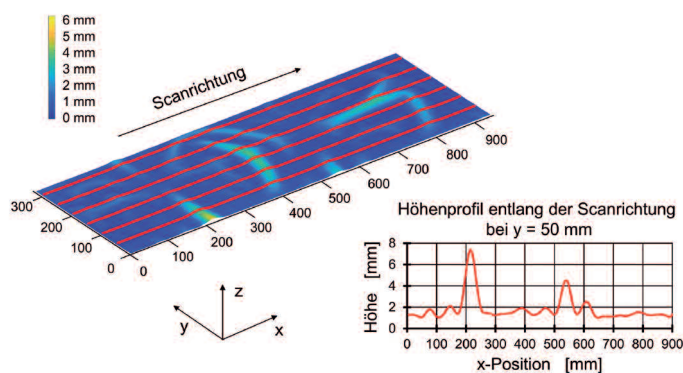 6 mm
5 mm
4 mm
3 mm
2 mm
1 mm
0 mm
Scanrichtung
300
200
100
0
0
100
200
300
400
500
600
700
800
900
z
y
x
Höhenprofil entlang der Scanrichtung
bei y = 50 mm
Höhe [mm]
8
6
4
2
0
0 100 200 300 400 500 600 700 800 900
x-Position [mm]